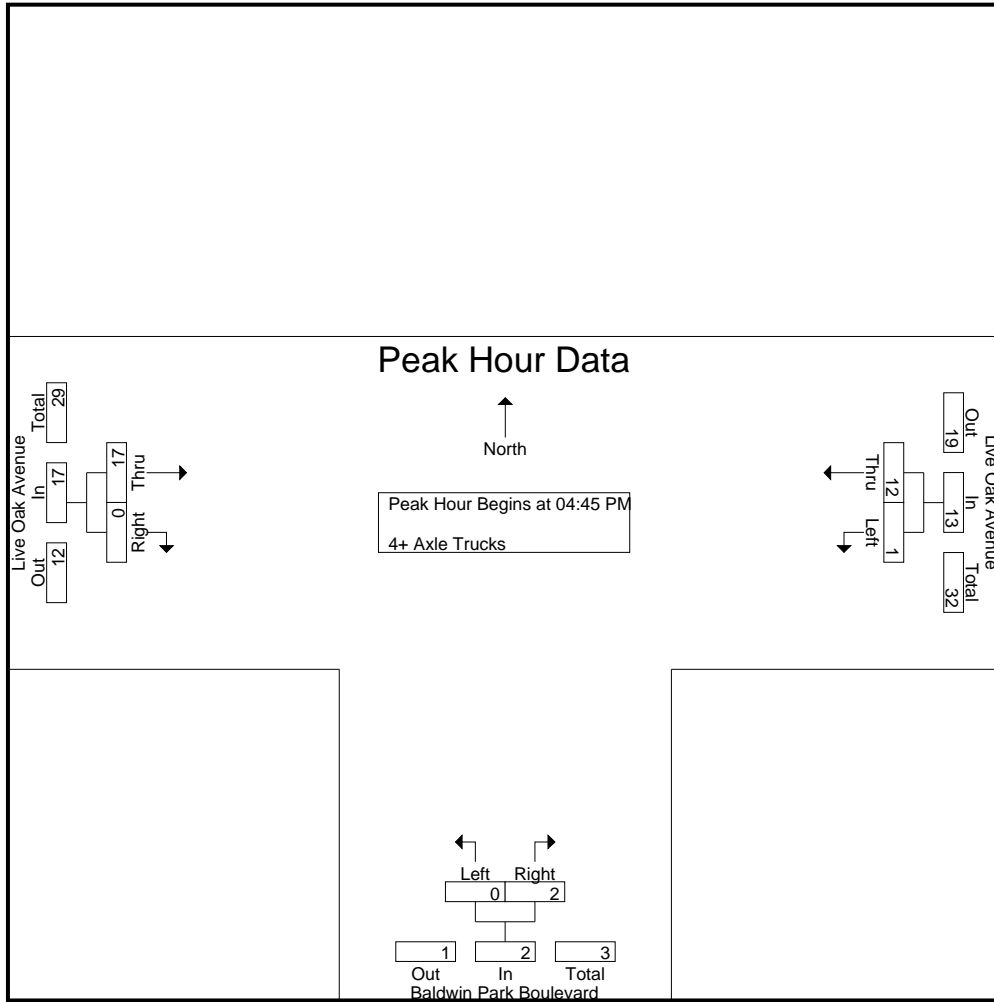 Peak Hour Data
North
Peak Hour Begins at 04:45 PM
4+ Axle Trucks
Live Oak Avenue
Total
29
In
17
Out
12
17
Thru
0
Right
Live Oak Avenue
Out
19
In
13
Total
32
Thru
12
Left
1
Left
Right
0
2
1
2
3
Out
In
Total
Baldwin Park Boulevard